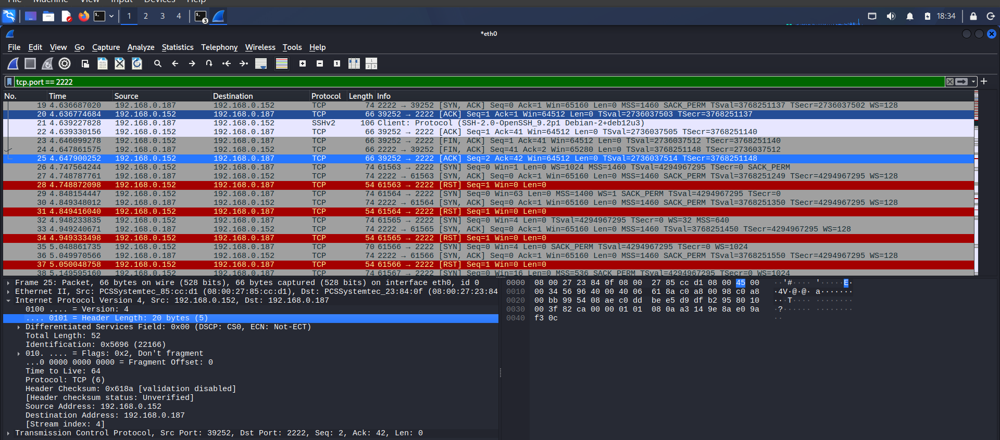 File Machine View Input Devices Help
1 2 3 4 3 18:34
*eth0
File Edit View Go Capture Analyze Statistics Telephony Wireless Tools Help
tcp.port == 2222
No. Time Source Destination Protocol Length Info
19 4.636687020 192.168.0.187 192.168.0.152 TCP 74 2222 → 39252 [SYN, ACK] Seq=0 Ack=1 Win=65160 Len=0 MSS=1460 SACK_PERM TSval=3768251137 TSecr=2736037502 WS=128
20 4.636774684 192.168.0.152 192.168.0.187 TCP 66 39252 → 2222 [ACK] Seq=1 Ack=1 Win=64512 Len=0 TSval=2736037503 TSecr=3768251137
21 4.639227828 192.168.0.187 192.168.0.152 SSHv2 106 Client: Protocol (SSH-2.0-OpenSSH_9.2p1 Debian-2+deb12u3)
22 4.639330156 192.168.0.152 192.168.0.187 TCP 66 39252 → 2222 [ACK] Seq=1 Ack=41 Win=64512 Len=0 TSval=2736037505 TSecr=3768251140
23 4.646099278 192.168.0.152 192.168.0.187 TCP 66 39252 → 2222 [FIN, ACK] Seq=1 Ack=41 Win=64512 Len=0 TSval=2736037512 TSecr=3768251140
24 4.647861575 192.168.0.187 192.168.0.152 TCP 66 2222 → 39252 [FIN, ACK] Seq=41 Ack=2 Win=65280 Len=0 TSval=3768251148 TSecr=2736037512
25 4.647900252 192.168.0.152 192.168.0.187 TCP 66 39252 → 2222 [ACK] Seq=2 Ack=42 Win=64512 Len=0 TSval=2736037514 TSecr=3768251148
26 4.747564244 192.168.0.152 192.168.0.187 TCP 74 61563 → 2222 [SYN] Seq=0 Win=1 Len=0 WS=1024 MSS=1460 TSval=4294967295 TSecr=0 SACK_PERM
27 4.748787761 192.168.0.187 192.168.0.152 TCP 74 2222 → 61563 [SYN, ACK] Seq=0 Ack=1 Win=65160 Len=0 MSS=1460 SACK_PERM TSval=3768251249 TSecr=4294967295 WS=128
28 4.748872098 192.168.0.152 192.168.0.187 TCP 54 61563 → 2222 [RST] Seq=1 Win=0 Len=0
29 4.848154447 192.168.0.152 192.168.0.187 TCP 74 61564 → 2222 [SYN] Seq=0 Win=63 Len=0 MSS=1400 WS=1 SACK_PERM TSval=4294967295 TSecr=0
30 4.849348012 192.168.0.187 192.168.0.152 TCP 74 2222 → 61564 [SYN, ACK] Seq=0 Ack=1 Win=65160 Len=0 MSS=1460 SACK_PERM TSval=3768251350 TSecr=4294967295 WS=128
31 4.849416040 192.168.0.152 192.168.0.187 TCP 54 61564 → 2222 [RST] Seq=1 Win=0 Len=0
32 4.948233835 192.168.0.152 192.168.0.187 TCP 74 61565 → 2222 [SYN] Seq=0 Win=4 Len=0 TSval=4294967295 TSecr=0 WS=32 MSS=640
33 4.949240671 192.168.0.187 192.168.0.152 TCP 74 2222 → 61565 [SYN, ACK] Seq=0 Ack=1 Win=65160 Len=0 MSS=1460 TSval=3768251450 TSecr=4294967295 WS=128
34 4.949333498 192.168.0.152 192.168.0.187 TCP 54 61565 → 2222 [RST] Seq=1 Win=0 Len=0
35 5.048861735 192.168.0.152 192.168.0.187 TCP 70 61566 → 2222 [SYN] Seq=0 Win=4 Len=0 SACK_PERM TSval=4294967295 TSecr=0 WS=1024
36 5.049970566 192.168.0.187 192.168.0.152 TCP 74 2222 → 61566 [SYN, ACK] Seq=0 Ack=1 Win=65160 Len=0 MSS=1460 SACK_PERM TSval=3768251550 TSecr=4294967295 WS=128
37 5.050048758 192.168.0.152 192.168.0.187 TCP 54 61566 → 2222 [RST] Seq=1 Win=0 Len=0
38 5.149595160 192.168.0.152 192.168.0.187 TCP 74 61567 → 2222 [SYN] Seq=0 Win=16 Len=0 MSS=536 SACK_PERM TSval=4294967295 TSecr=0 WS=1024
Frame 25: Packet, 66 bytes on wire (528 bits), 66 bytes captured (528 bits) on interface eth0, id 0
Ethernet II, Src: PCSSystemtec_85:cc:d1 (08:00:27:85:cc:d1), Dst: PCSSystemtec_23:84:0f (08:00:27:23:84
Internet Protocol Version 4, Src: 192.168.0.152, Dst: 192.168.0.187
0100 .... = Version: 4
.... 0101 = Header Length: 20 bytes (5)
Differentiated Services Field: 0x00 (DSCP: CS0, ECN: Not-ECT)
Total Length: 52
Identification: 0x5696 (22166)
010. .... = Flags: 0x2, Don't fragment
...0 0000 0000 0000 = Fragment Offset: 0
Time to Live: 64
Protocol: TCP (6)
Header Checksum: 0x618a [validation disabled]
[Header checksum status: Unverified]
Source Address: 192.168.0.152
Destination Address: 192.168.0.187
[Stream index: 4]
Transmission Control Protocol, Src Port: 39252, Dst Port: 2222, Seq: 2, Ack: 42, Len: 0
0000 08 00 27 23 84 0f 08 00 27 85 cc d1 08 00 45 00 ··'#···· '·····E·
0010 00 34 56 96 40 00 40 06 61 8a c0 a8 00 98 c0 a8 ·4V·@·@· a·······
0020 00 bb 99 54 08 ae c0 dd be e5 d9 df b2 95 80 10 ···T···· ········
0030 00 3f 82 ca 00 00 01 01 08 0a a3 14 9e 8a e0 9a ·?······ ········
0040 f3 0c ··